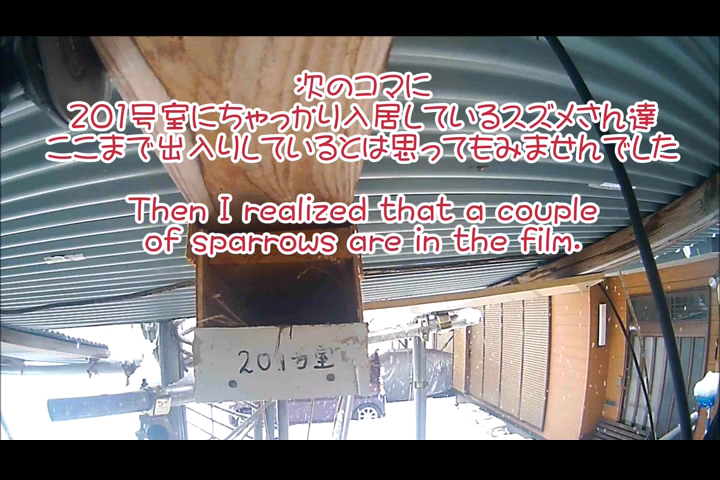 次のコマに
201号室にちゃっかり入居しているスズメさん達
ここまで出入りしているとは思ってもみませんでした
Then I realized that a couple
of sparrows are in the film.
201号室